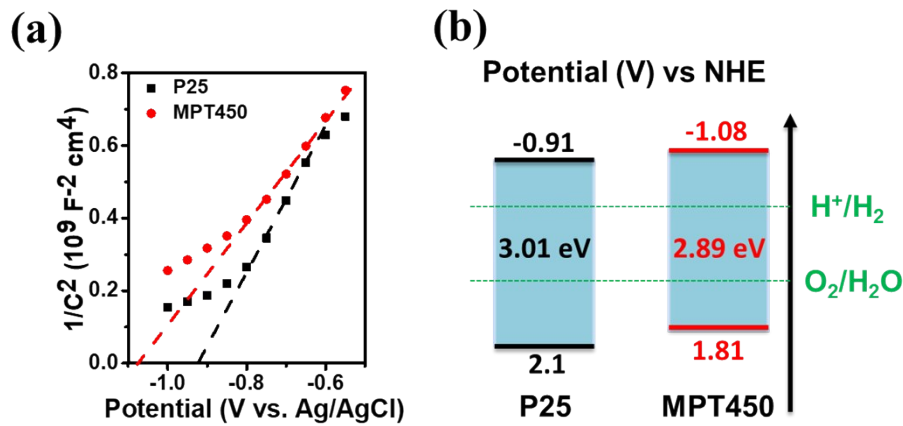 (a)
P25
MPT450
0.8
0.6
0.4
0.2
0.0
-1.0
-0.8
-0.6
1/C² (10⁹ F⁻² cm⁴)
Potential (V vs. Ag/AgCl)
(b)
Potential (V) vs NHE
-0.91
-1.08
H⁺/H₂
3.01 eV
2.89 eV
O₂/H₂O
2.1
1.81
P25
MPT450